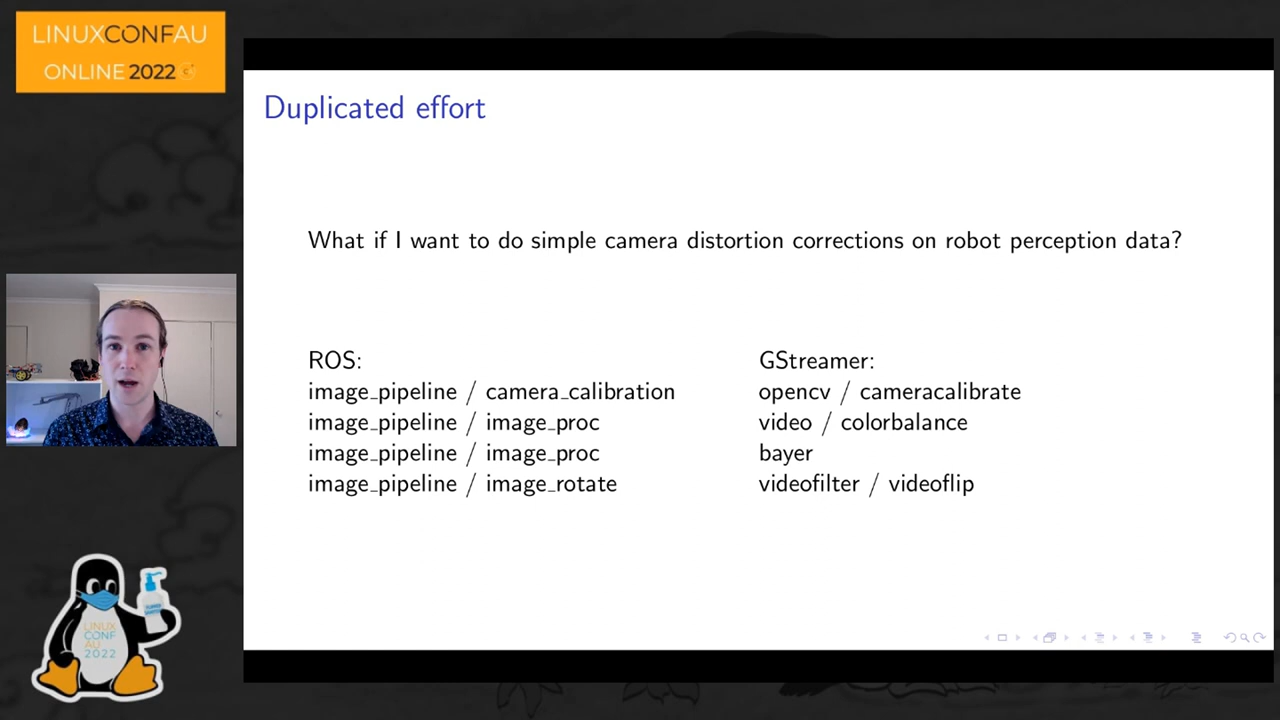 LINUXCONFAU
ONLINE 2022
Duplicated effort
What if I want to do simple camera distortion corrections on robot perception data?
ROS:
image_pipeline / camera_calibration
image_pipeline / image_proc
image_pipeline / image_proc
image_pipeline / image_rotate
GStreamer:
opencv / cameracalibrate
video / colorbalance
bayer
videofilter / videoflip
LINUX
CONF
AU
2022